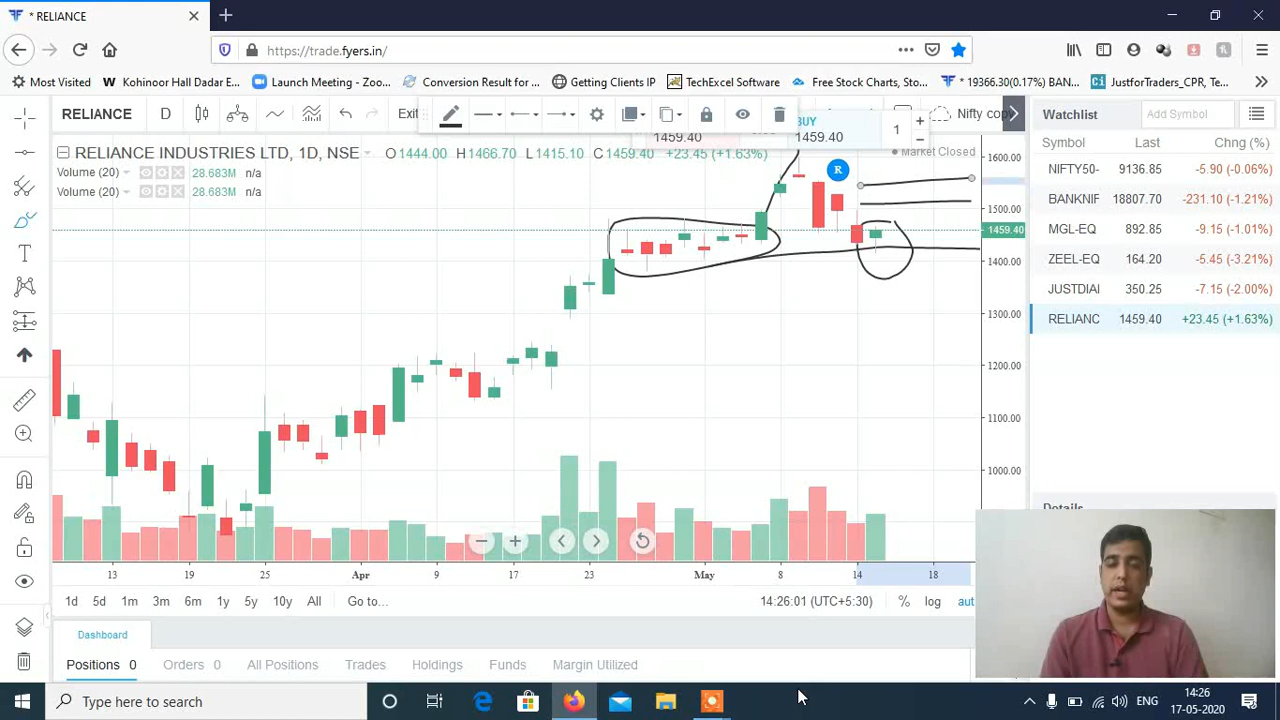 * RELIANCE
https://trade.fyers.in/
Most Visited
Kohinoor Hall Dadar E...
Launch Meeting - Zoo...
Conversion Result for ...
Getting Clients IP
TechExcel Software
Free Stock Charts, Sto...
* 19366.30(0.17%) BAN...
JustforTraders_CPR, Te...
RELIANCE D Exit Nifty cop
1459.40
BUY
1459.40
1
Market Closed
RELIANCE INDUSTRIES LTD, 1D, NSE O1444.00 H1466.70 L1415.10 C1459.40 +23.45 (+1.63%)
Volume (20) 28.683M n/a
Volume (20) 28.683M n/a
R
1600.00
1500.00
1459.40
1400.00
1300.00
1200.00
1100.00
1000.00
13 19 25 Apr 9 17 23 May 8 14 18
1d 5d 1m 3m 6m 1y 5y 10y All Go to... 14:26:01 (UTC+5:30) % log aut
Watchlist Add Symbol
Symbol Chng (%)
NIFTY50- 9136.85 -5.90 (-0.06%)
BANKNIF 18807.70 -231.10 (-1.21%)
MGL-EQ 892.85 -9.15 (-1.01%)
ZEEL-EQ 164.20 -5.45 (-3.21%)
JUSTDIAI 350.25 -7.15 (-2.00%)
RELIANC 1459.40 +23.45 (+1.63%)
Details
Dashboard
Positions 0 Orders 0 All Positions Trades Holdings Funds Margin Utilized
Type here to search
ENG
14:26
17-05-2020